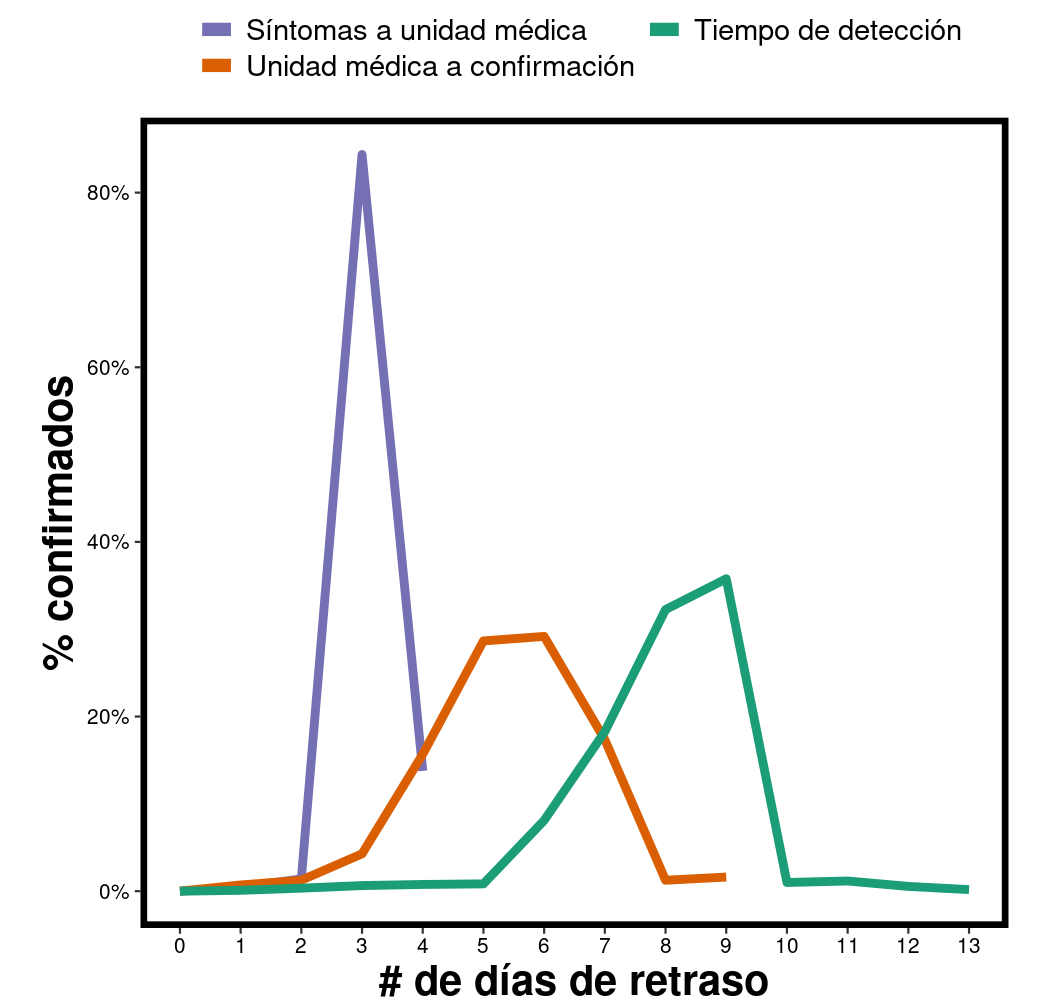 Síntomas a unidad médica
Tiempo de detección
Unidad médica a confirmación
% confirmados
80%
60%
40%
20%
0%
0 1 2 3 4 5 6 7 8 9 10 11 12 13
# de días de retraso